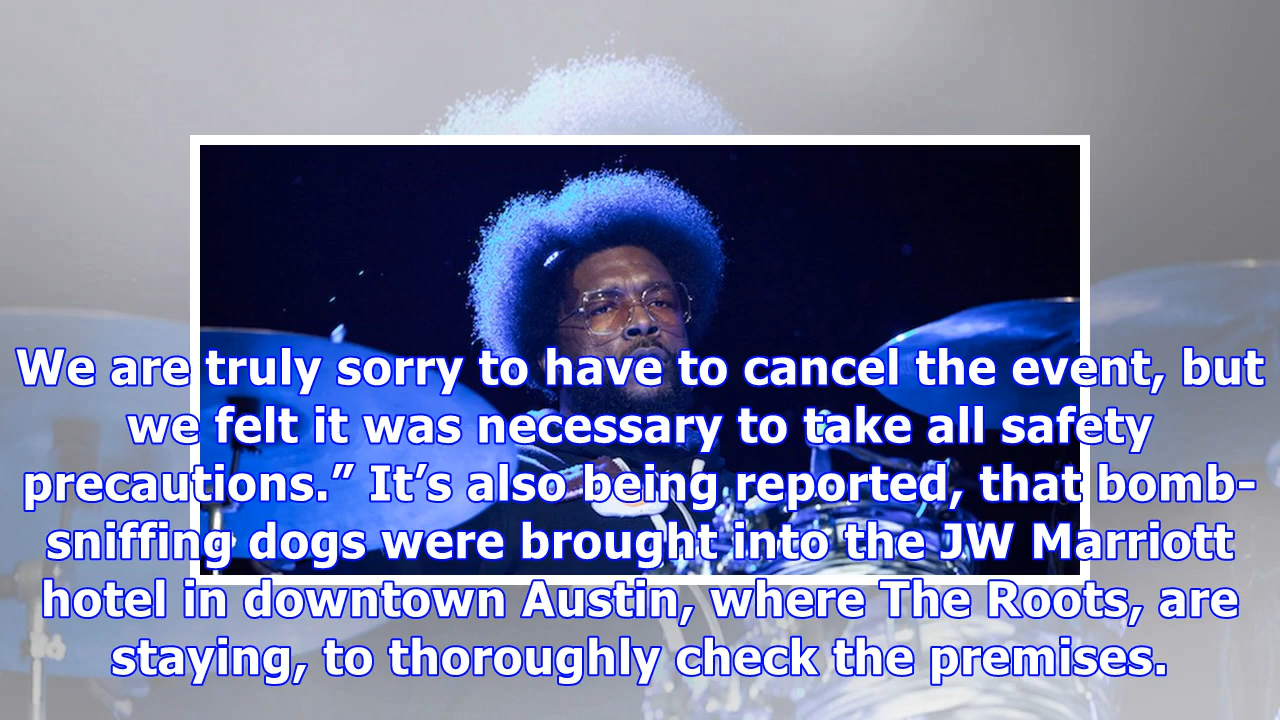 We are truly sorry to have to cancel the event, but
we felt it was necessary to take all safety
precautions.” It’s also being reported, that bomb-
sniffing dogs were brought into the JW Marriott
hotel in downtown Austin, where The Roots, are
staying, to thoroughly check the premises.